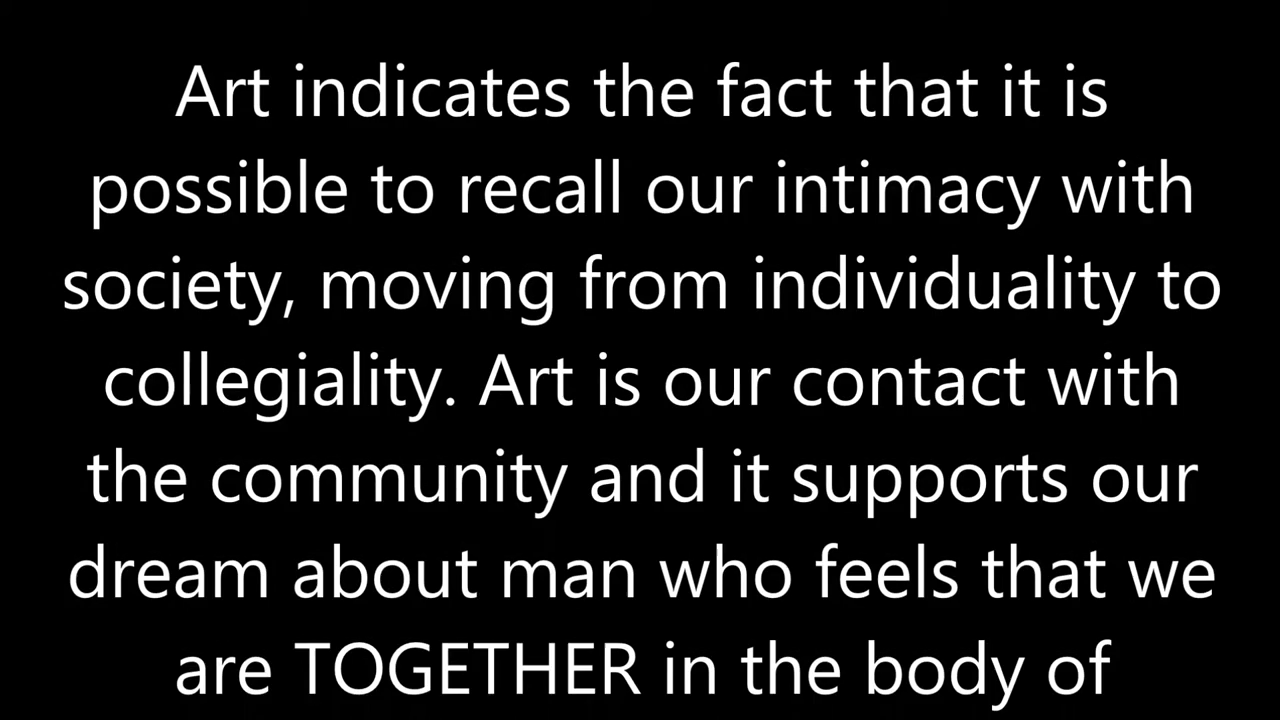 Art indicates the fact that it is
possible to recall our intimacy with
society, moving from individuality to
collegiality. Art is our contact with
the community and it supports our
dream about man who feels that we
are TOGETHER in the body of